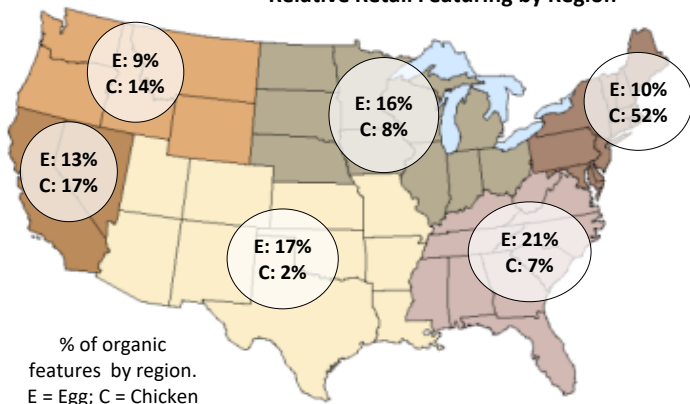 Relative Retail Featuring by Region
E: 9%
C: 14%
E: 16%
C: 8%
E: 10%
C: 52%
E: 13%
C: 17%
E: 17%
C: 2%
E: 21%
C: 7%
% of organic
features by region.
E = Egg; C = Chicken